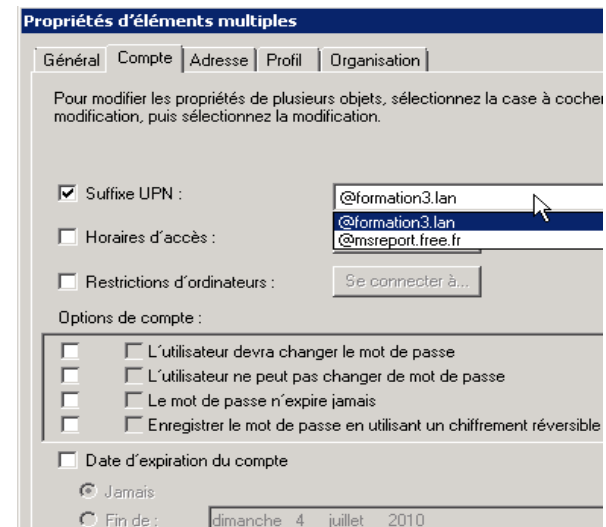 Propriétés d'éléments multiples
Général Compte Adresse Profil Organisation
Pour modifier les propriétés de plusieurs objets, sélectionnez la case à cocher
modification, puis sélectionnez la modification.
Suffixe UPN : @formation3.lan
@formation3.lan
Horaires d'accès : @msreport.free.fr
Restrictions d'ordinateurs : Se connecter à...
Options de compte :
L'utilisateur devra changer le mot de passe
L'utilisateur ne peut pas changer de mot de passe
Le mot de passe n'expire jamais
Enregistrer le mot de passe en utilisant un chiffrement réversible
Date d'expiration du compte
Jamais
Fin de : dimanche 4 juillet 2010